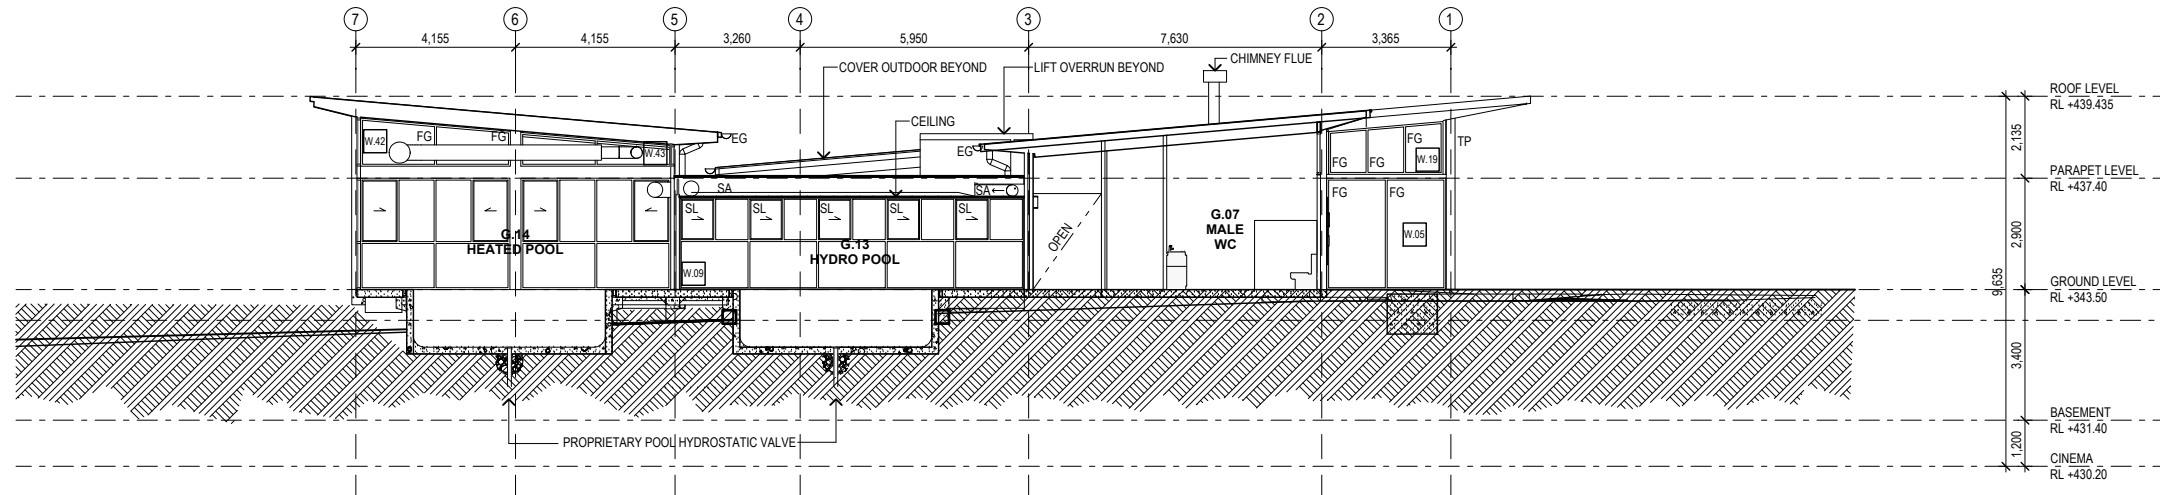 7 6 5 4 3 2 1
4,155 4,155 3,260 5,950 7,630 3,365
CHIMNEY FLUE
COVER OUTDOOR BEYOND
LIFT OVERRUN BEYOND
ROOF LEVEL
RL +439.435
CEILING
W.42
FG
FG
W.43
EG
EG
FG
FG
FG
W.19
TP
2,135
PARAPET LEVEL
RL +437.40
SA
SA
FG
FG
SL
SL
SL
SL
SL
OPEN
G.14
HEATED POOL
G.13
HYDRO POOL
W.09
G.07
MALE
WC
W.05
2,900
9,635
GROUND LEVEL
RL +343.50
3,400
BASEMENT
RL +431.40
PROPRIETARY POOL HYDROSTATIC VALVE
1,200
CINEMA
RL +430.20